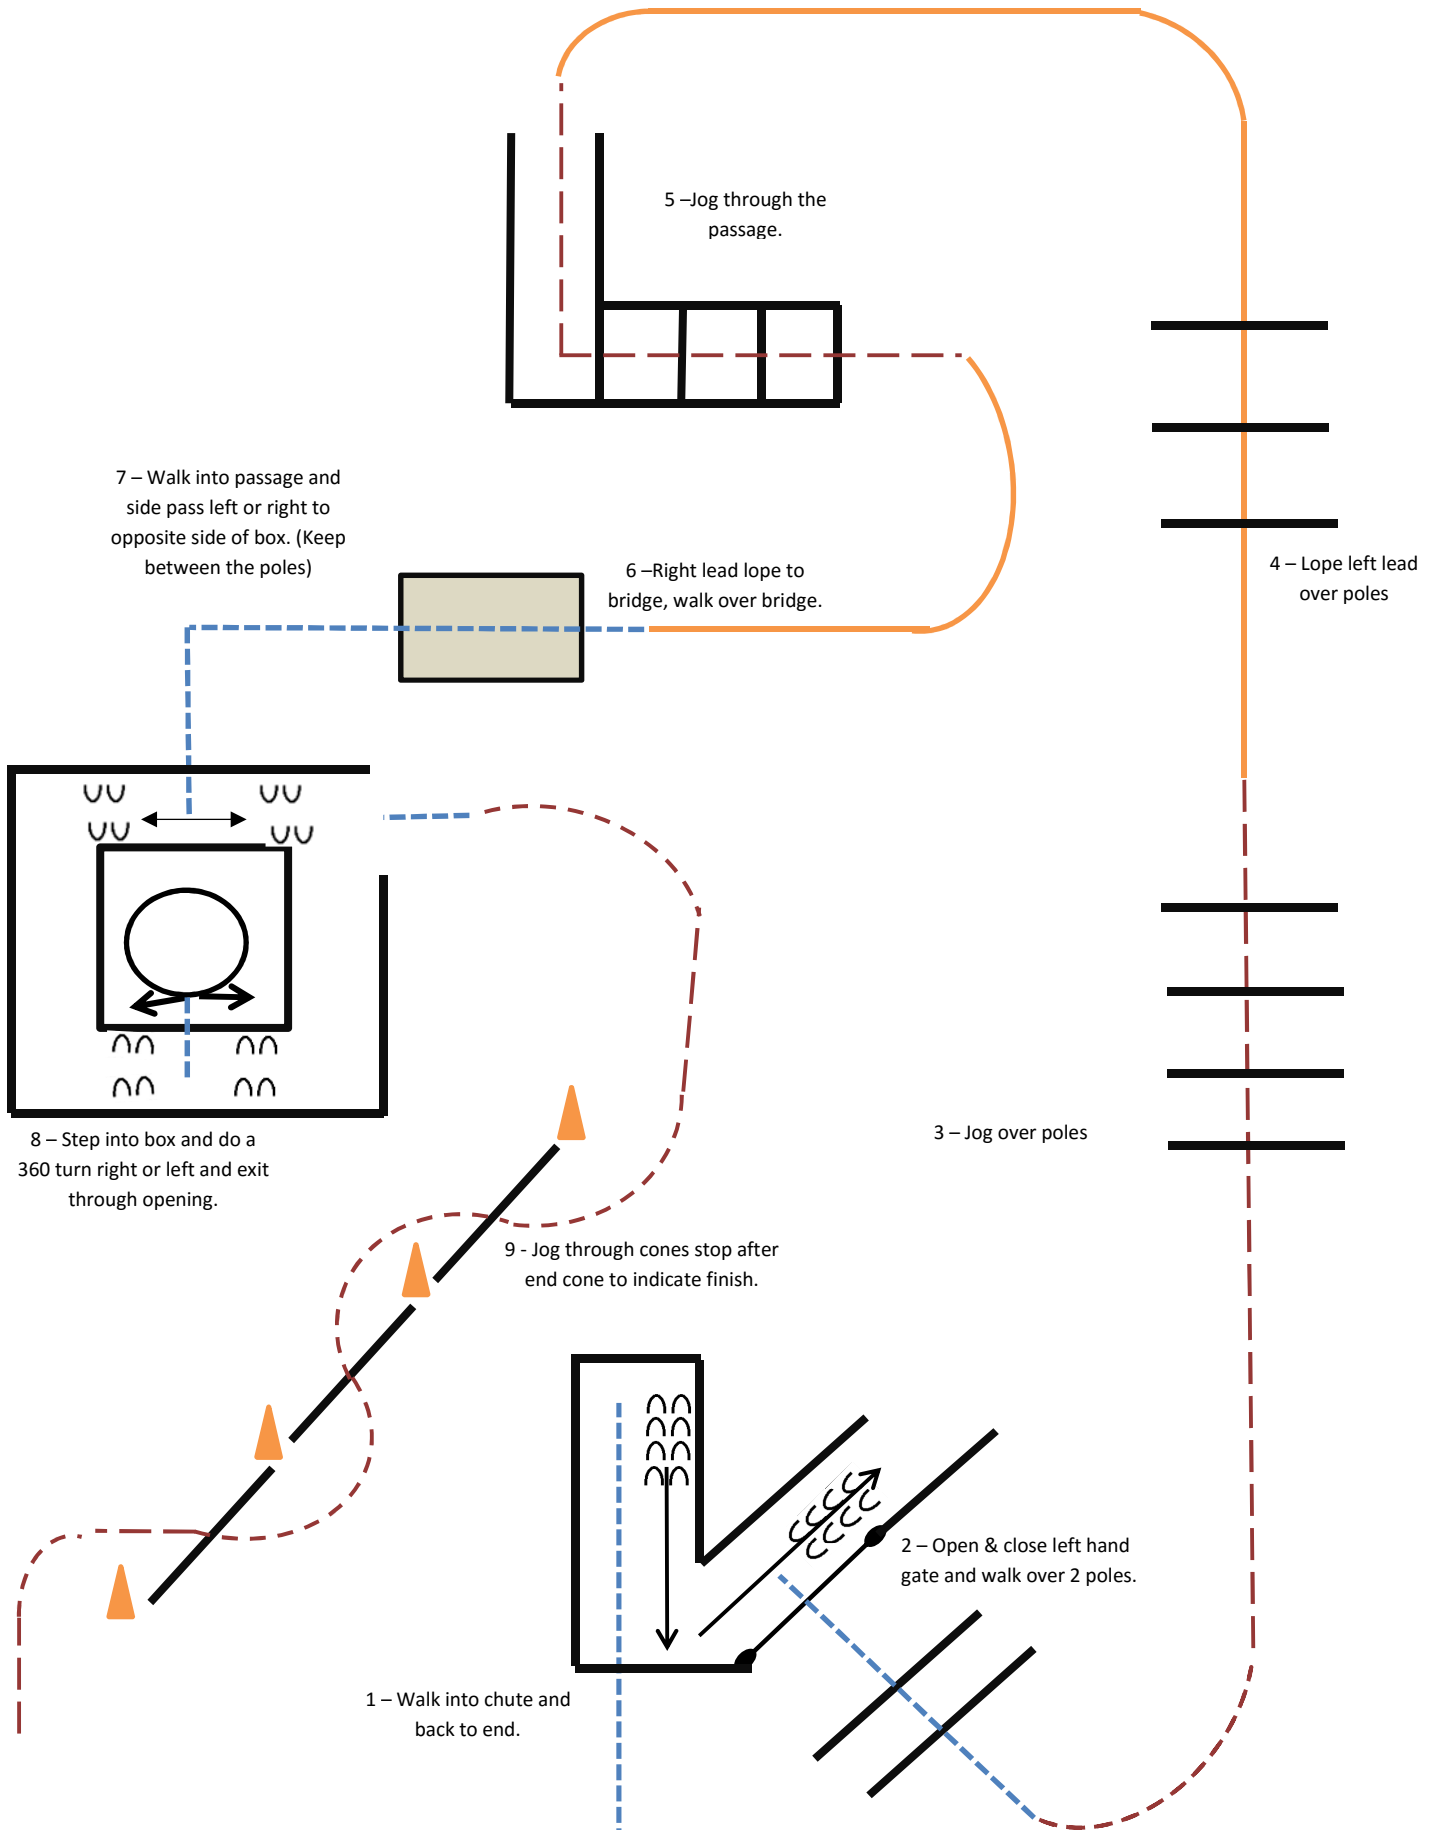 5 –Jog through the
passage.
7 – Walk into passage and
side pass left or right to
opposite side of box. (Keep
between the poles)
6 –Right lead lope to
bridge, walk over bridge.
4 – Lope left lead
over poles
8 – Step into box and do a
360 turn right or left and exit
through opening.
3 – Jog over poles
9 - Jog through cones stop after
end cone to indicate finish.
2 – Open & close left hand
gate and walk over 2 poles.
1 – Walk into chute and
back to end.